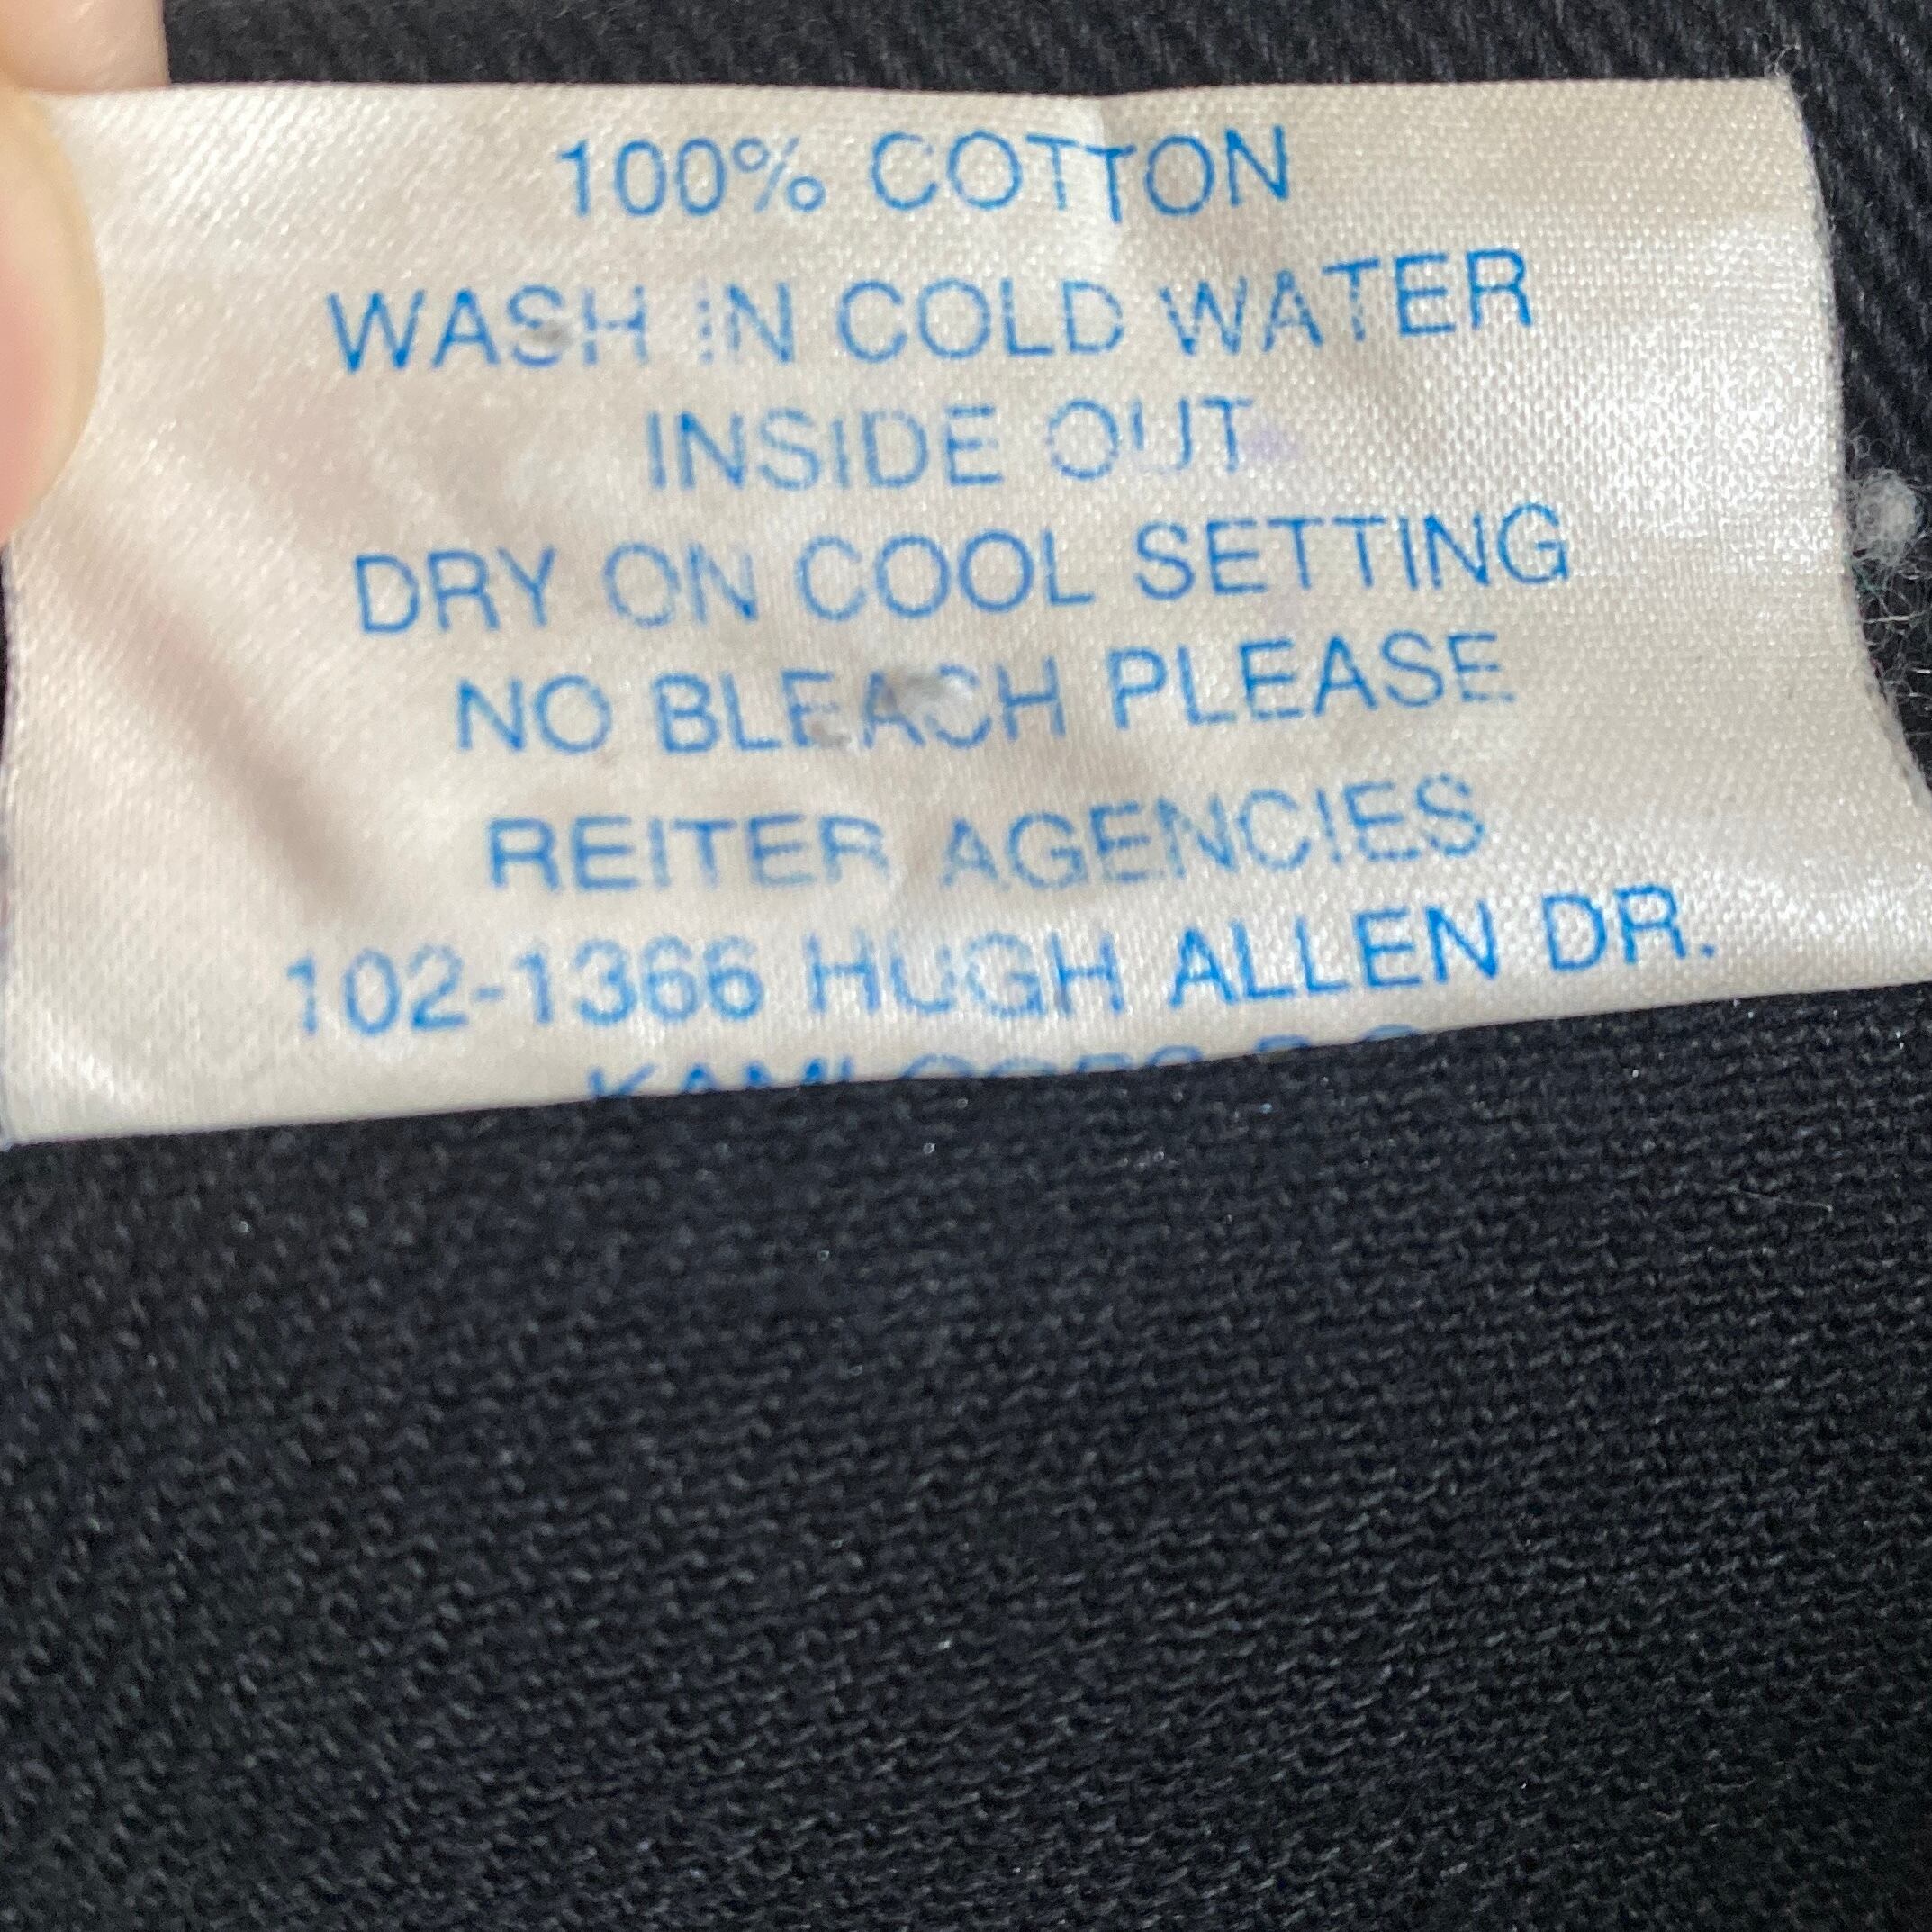 100% COTTON
WASH IN COLD WATER
INSIDE OUT
DRY ON COOL SETTING
NO BLEACH PLEASE
REITER AGENCIES
102-1366 HUGH ALLEN DR.
KAMLOOPS B.C.